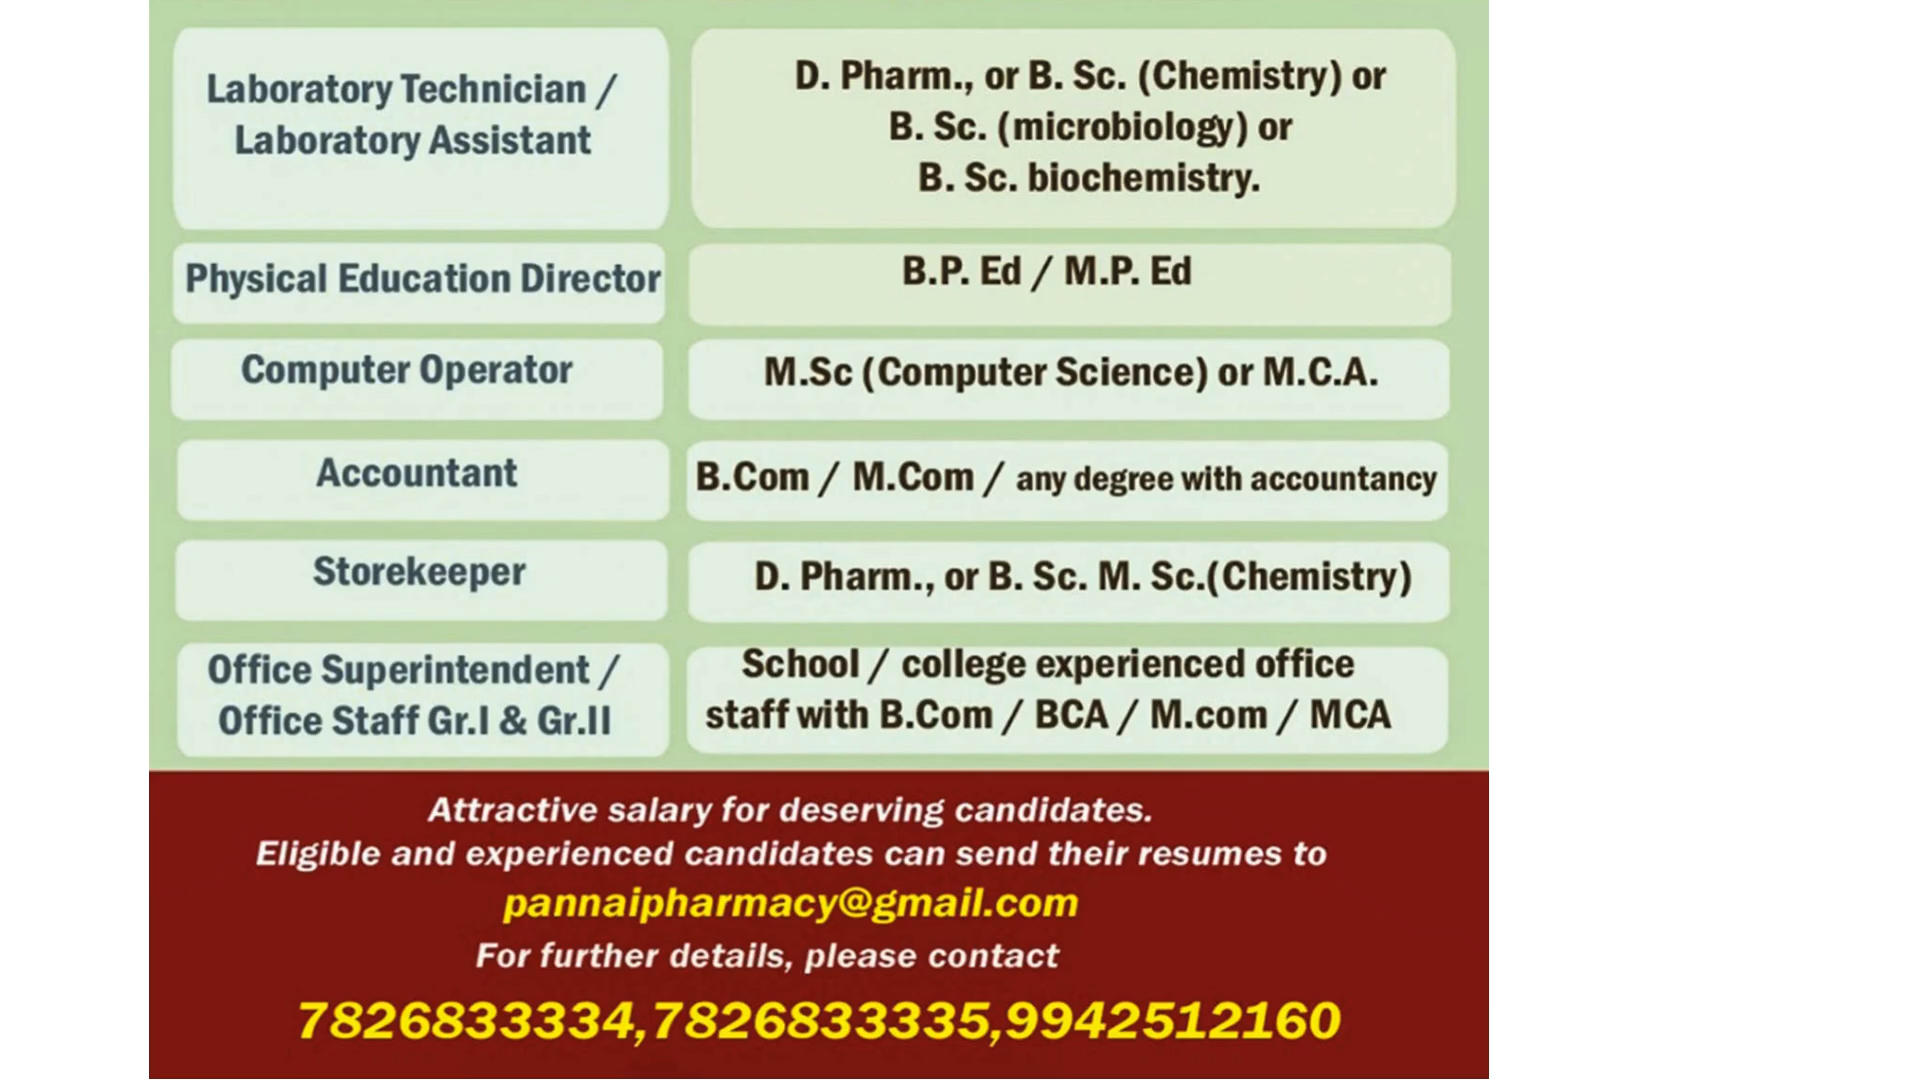 Laboratory Technician /
Laboratory Assistant
D. Pharm., or B. Sc. (Chemistry) or
B. Sc. (microbiology) or
B. Sc. biochemistry.
Physical Education Director
B.P. Ed / M.P. Ed
Computer Operator
M.Sc (Computer Science) or M.C.A.
Accountant
B.Com / M.Com / any degree with accountancy
Storekeeper
D. Pharm., or B. Sc. M. Sc.(Chemistry)
Office Superintendent /
Office Staff Gr.I & Gr.II
School / college experienced office
staff with B.Com / BCA / M.com / MCA
Attractive salary for deserving candidates.
Eligible and experienced candidates can send their resumes to
pannaipharmacy@gmail.com
For further details, please contact
7826833334,7826833335,9942512160